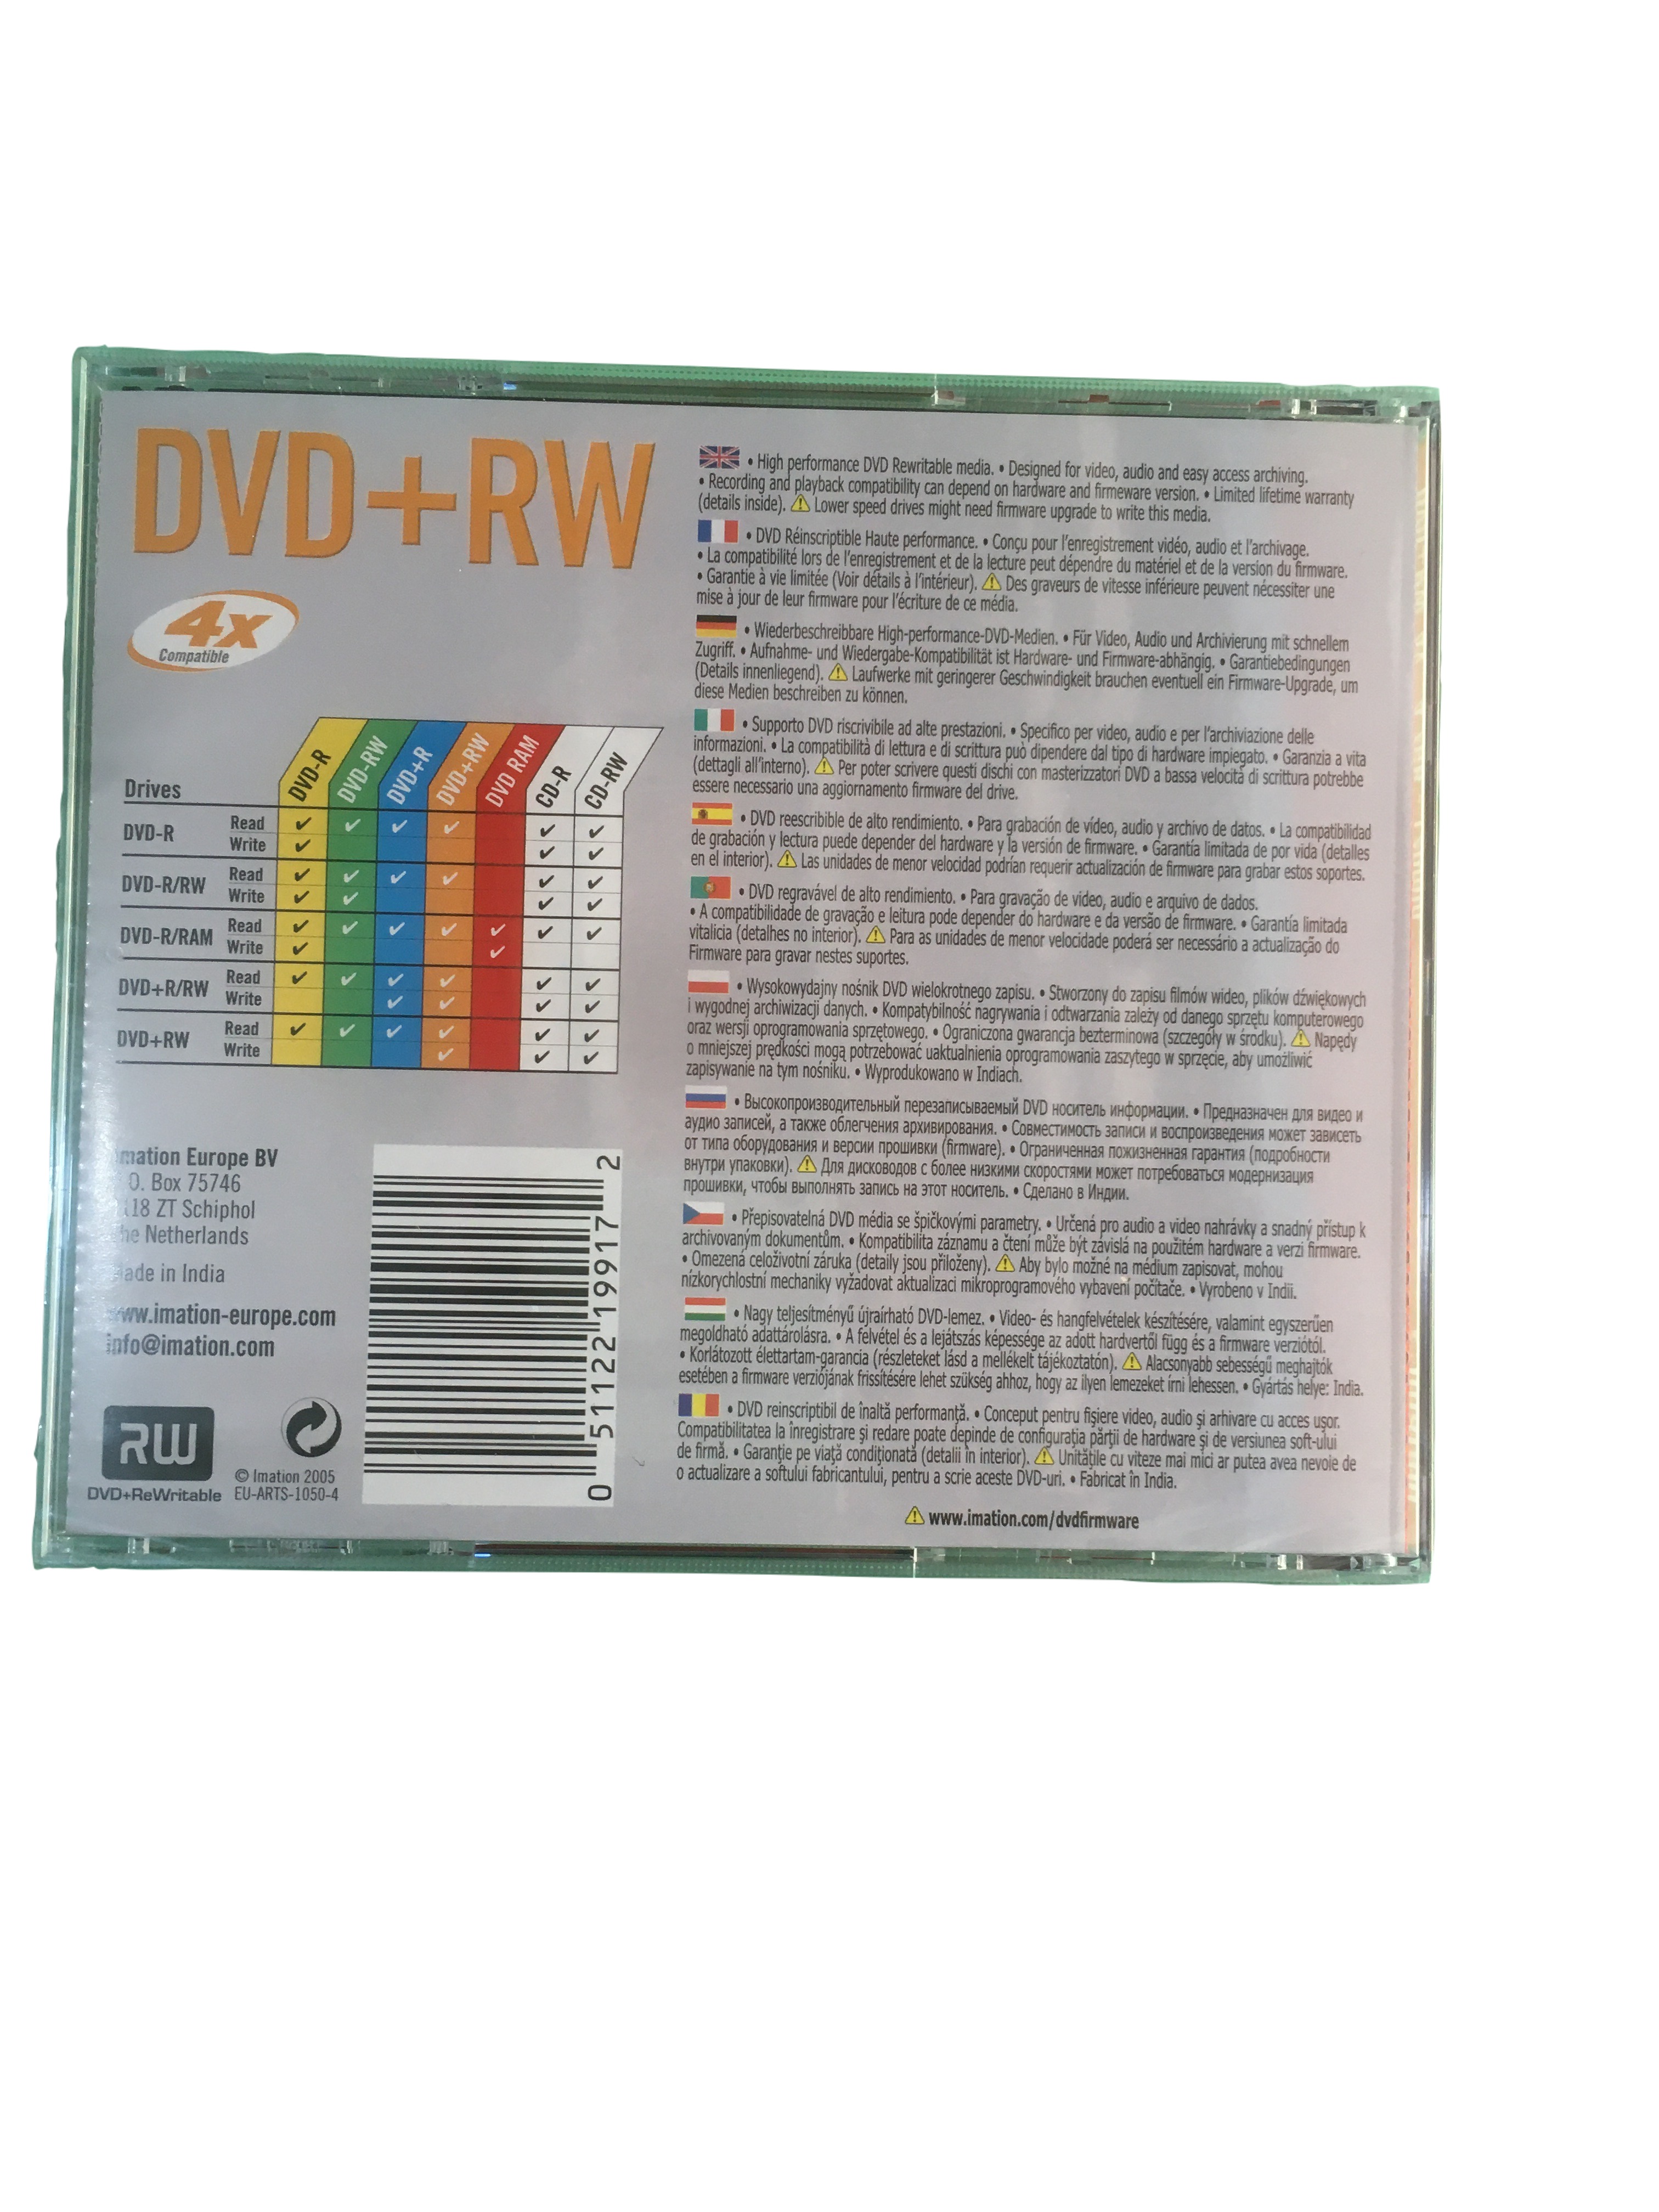 DVD+RW
4x
Compatible
DVD-R DVD-RW DVD+R DVD+RW DVD RAM CD-R CD-RW
Drives
DVD-R Read ✔ ✔ ✔ ✔ ✔ ✔
Write ✔ ✔ ✔
DVD-R/RW Read ✔ ✔ ✔ ✔ ✔ ✔
Write ✔ ✔ ✔ ✔
DVD-R/RAM Read ✔ ✔ ✔ ✔ ✔ ✔ ✔
Write ✔ ✔
DVD+R/RW Read ✔ ✔ ✔ ✔ ✔ ✔
Write ✔ ✔ ✔ ✔
DVD+RW Read ✔ ✔ ✔ ✔ ✔ ✔
Write ✔ ✔ ✔
Imation Europe BV
O. Box 75746
118 ZT Schiphol
The Netherlands
Made in India
www.imation-europe.com
info@imation.com
RW
DVD+ReWritable
© Imation 2005
EU-ARTS-1050-4
0 51122 19917 2
• High performance DVD Rewritable media. • Designed for video, audio and easy access archiving.
• Recording and playback compatibility can depend on hardware and firmeware version. • Limited lifetime warranty
(details inside). ⚠ Lower speed drives might need firmware upgrade to write this media.
• DVD Réinscriptible Haute performance. • Conçu pour l'enregistrement vidéo, audio et l'archivage.
• La compatibilité lors de l'enregistrement et de la lecture peut dépendre du matériel et de la version du firmware.
• Garantie à vie limitée (Voir détails à l'intérieur). ⚠ Des graveurs de vitesse inférieure peuvent nécessiter une
mise à jour de leur firmware pour l'écriture de ce média.
• Wiederbeschreibbare High-performance-DVD-Medien. • Für Video, Audio und Archivierung mit schnellem
Zugriff. • Aufnahme- und Wiedergabe-Kompatibilität ist Hardware- und Firmware-abhängig. • Garantiebedingungen
(Details innenliegend). ⚠ Laufwerke mit geringerer Geschwindigkeit brauchen eventuell ein Firmware-Upgrade, um
diese Medien beschreiben zu können.
• Supporto DVD riscrivibile ad alte prestazioni. • Specifico per video, audio e per l'archiviazione delle
informazioni. • La compatibilità di lettura e di scrittura può dipendere dal tipo di hardware impiegato. • Garanzia a vita
(dettagli all'interno). ⚠ Per poter scrivere questi dischi con masterizzatori DVD a bassa velocità di scrittura potrebbe
essere necessario una aggiornamento firmware del drive.
• DVD reescribible de alto rendimiento. • Para grabación de vídeo, audio y archivo de datos. • La compatibilidad
de grabación y lectura puede depender del hardware y la versión de firmware. • Garantía limitada de por vida (detalles
en el interior). ⚠ Las unidades de menor velocidad podrían requerir actualización de firmware para grabar estos soportes.
• DVD regravável de alto rendimento. • Para gravação de video, audio e arquivo de dados.
• A compatibilidade de gravação e leitura pode depender do hardware e da versão de firmware. • Garantía limitada
vitalicia (detalhes no interior). ⚠ Para as unidades de menor velocidade poderá ser necessário a actualização do
Firmware para gravar nestes suportes.
• Wysokowydajny nośnik DVD wielokrotnego zapisu. • Stworzony do zapisu filmów wideo, plików dźwiękowych
i wygodnej archiwizacji danych. • Kompatybilność nagrywania i odtwarzania zależy od danego sprzętu komputerowego
oraz wersji oprogramowania sprzętowego. • Ograniczona gwarancja bezterminowa (szczegóły w środku). ⚠ Napędy
o mniejszej prędkości mogą potrzebować uaktualnienia oprogramowania zaszytego w sprzęcie, aby umożliwić
zapisywanie na tym nośniku. • Wyprodukowano w Indiach.
• Высокопроизводительный перезаписываемый DVD носитель информации. • Предназначен для видео и
аудио записей, а также облегчения архивирования. • Совместимость записи и воспроизведения может зависеть
от типа оборудования и версии прошивки (firmware). • Ограниченная пожизненная гарантия (подробности
внутри упаковки). ⚠ Для дисководов с более низкими скоростями может потребоваться модернизация
прошивки, чтобы выполнять запись на этот носитель. • Сделано в Индии.
• Přepisovatelná DVD média se špičkovými parametry. • Určená pro audio a video nahrávky a snadný přístup k
archivovaným dokumentům. • Kompatibilita záznamu a čtení může být závislá na použitém hardware a verzi firmware.
• Omezená celoživotní záruka (detaily jsou přiloženy). ⚠ Aby bylo možné na médium zapisovat, mohou
nízkorychlostní mechaniky vyžadovat aktualizaci mikroprogramového vybavení počítače. • Vyrobeno v Indii.
• Nagy teljesítményű újraírható DVD-lemez. • Video- és hangfelvételek készítésére, valamint egyszerűen
megoldható adattárolásra. • A felvétel és a lejátszás képessége az adott hardvertől függ és a firmware verziótól.
• Korlátozott élettartam-garancia (részleteket lásd a mellékelt tájékoztatón). ⚠ Alacsonyabb sebességű meghajtók
esetében a firmware verziójának frissítésére lehet szükség ahhoz, hogy az ilyen lemezeket írni lehessen. • Gyártás helye: India.
• DVD reinscriptibil de înaltă performanţă. • Conceput pentru fişiere video, audio şi arhivare cu acces uşor.
Compatibilitatea la înregistrare şi redare poate depinde de configuraţia părţii de hardware şi de versiunea soft-ului
de firmă. • Garanţie pe viaţă condiţionată (detalii în interior). ⚠ Unităţile cu viteze mai mici ar putea avea nevoie de
o actualizare a softului fabricantului, pentru a scrie aceste DVD-uri. • Fabricat în India.
⚠ www.imation.com/dvdfirmware